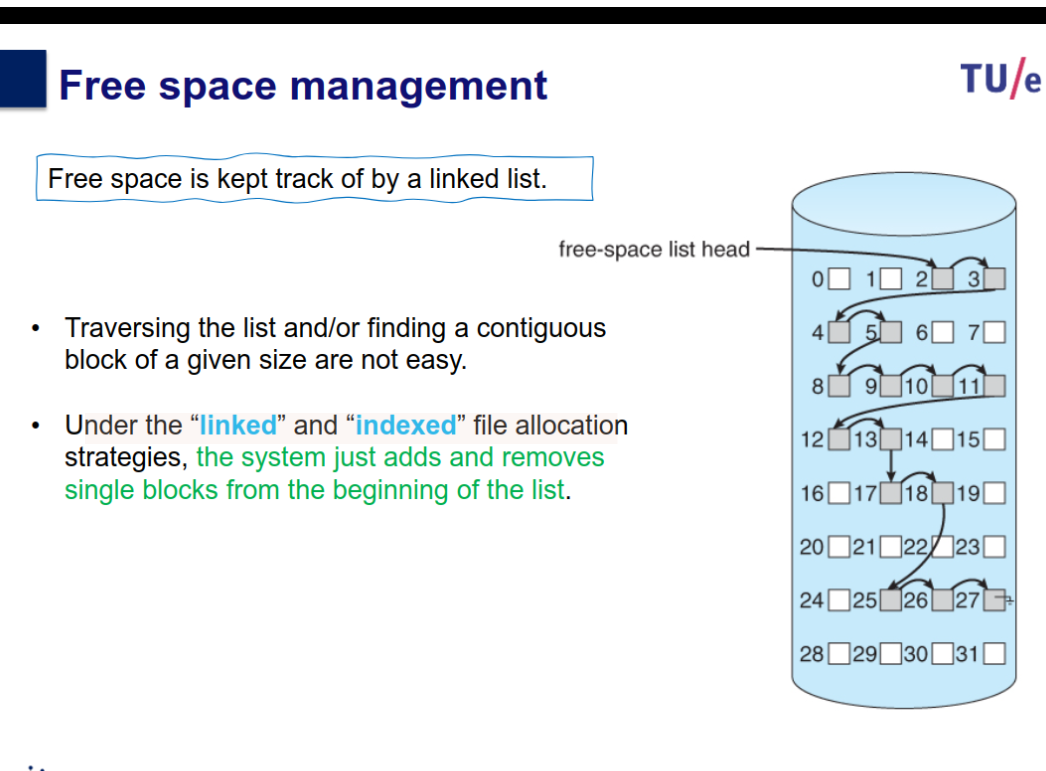 Free space management
TU/e
Free space is kept track of by a linked list.
free-space list head
• Traversing the list and/or finding a contiguous
block of a given size are not easy.
• Under the “linked” and “indexed” file allocation
strategies, the system just adds and removes
single blocks from the beginning of the list.
0 1 2 3
4 5 6 7
8 9 10 11
12 13 14 15
16 17 18 19
20 21 22 23
24 25 26 27
28 29 30 31